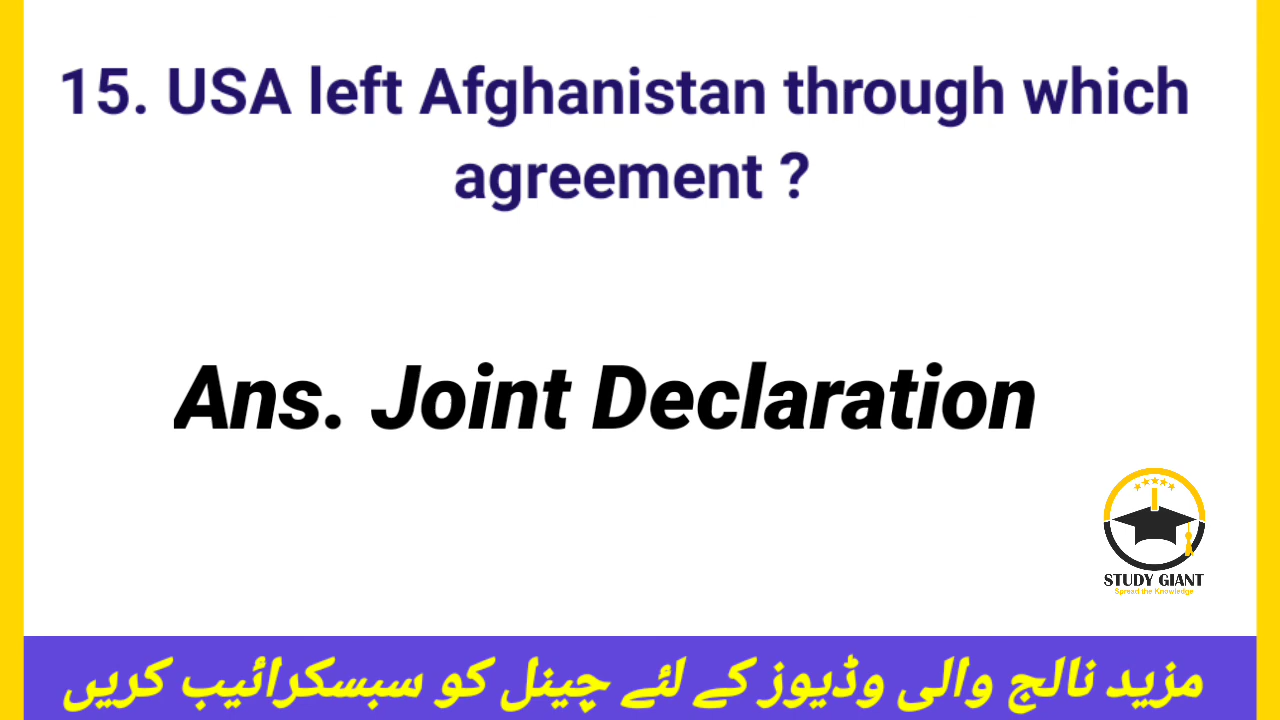 15. USA left Afghanistan through which
agreement ?
Ans. Joint Declaration
STUDY GIANT
Spread the Knowledge
مزید نالج والی وڈیوز کے لئے چینل کو سبسکرائیب کریں